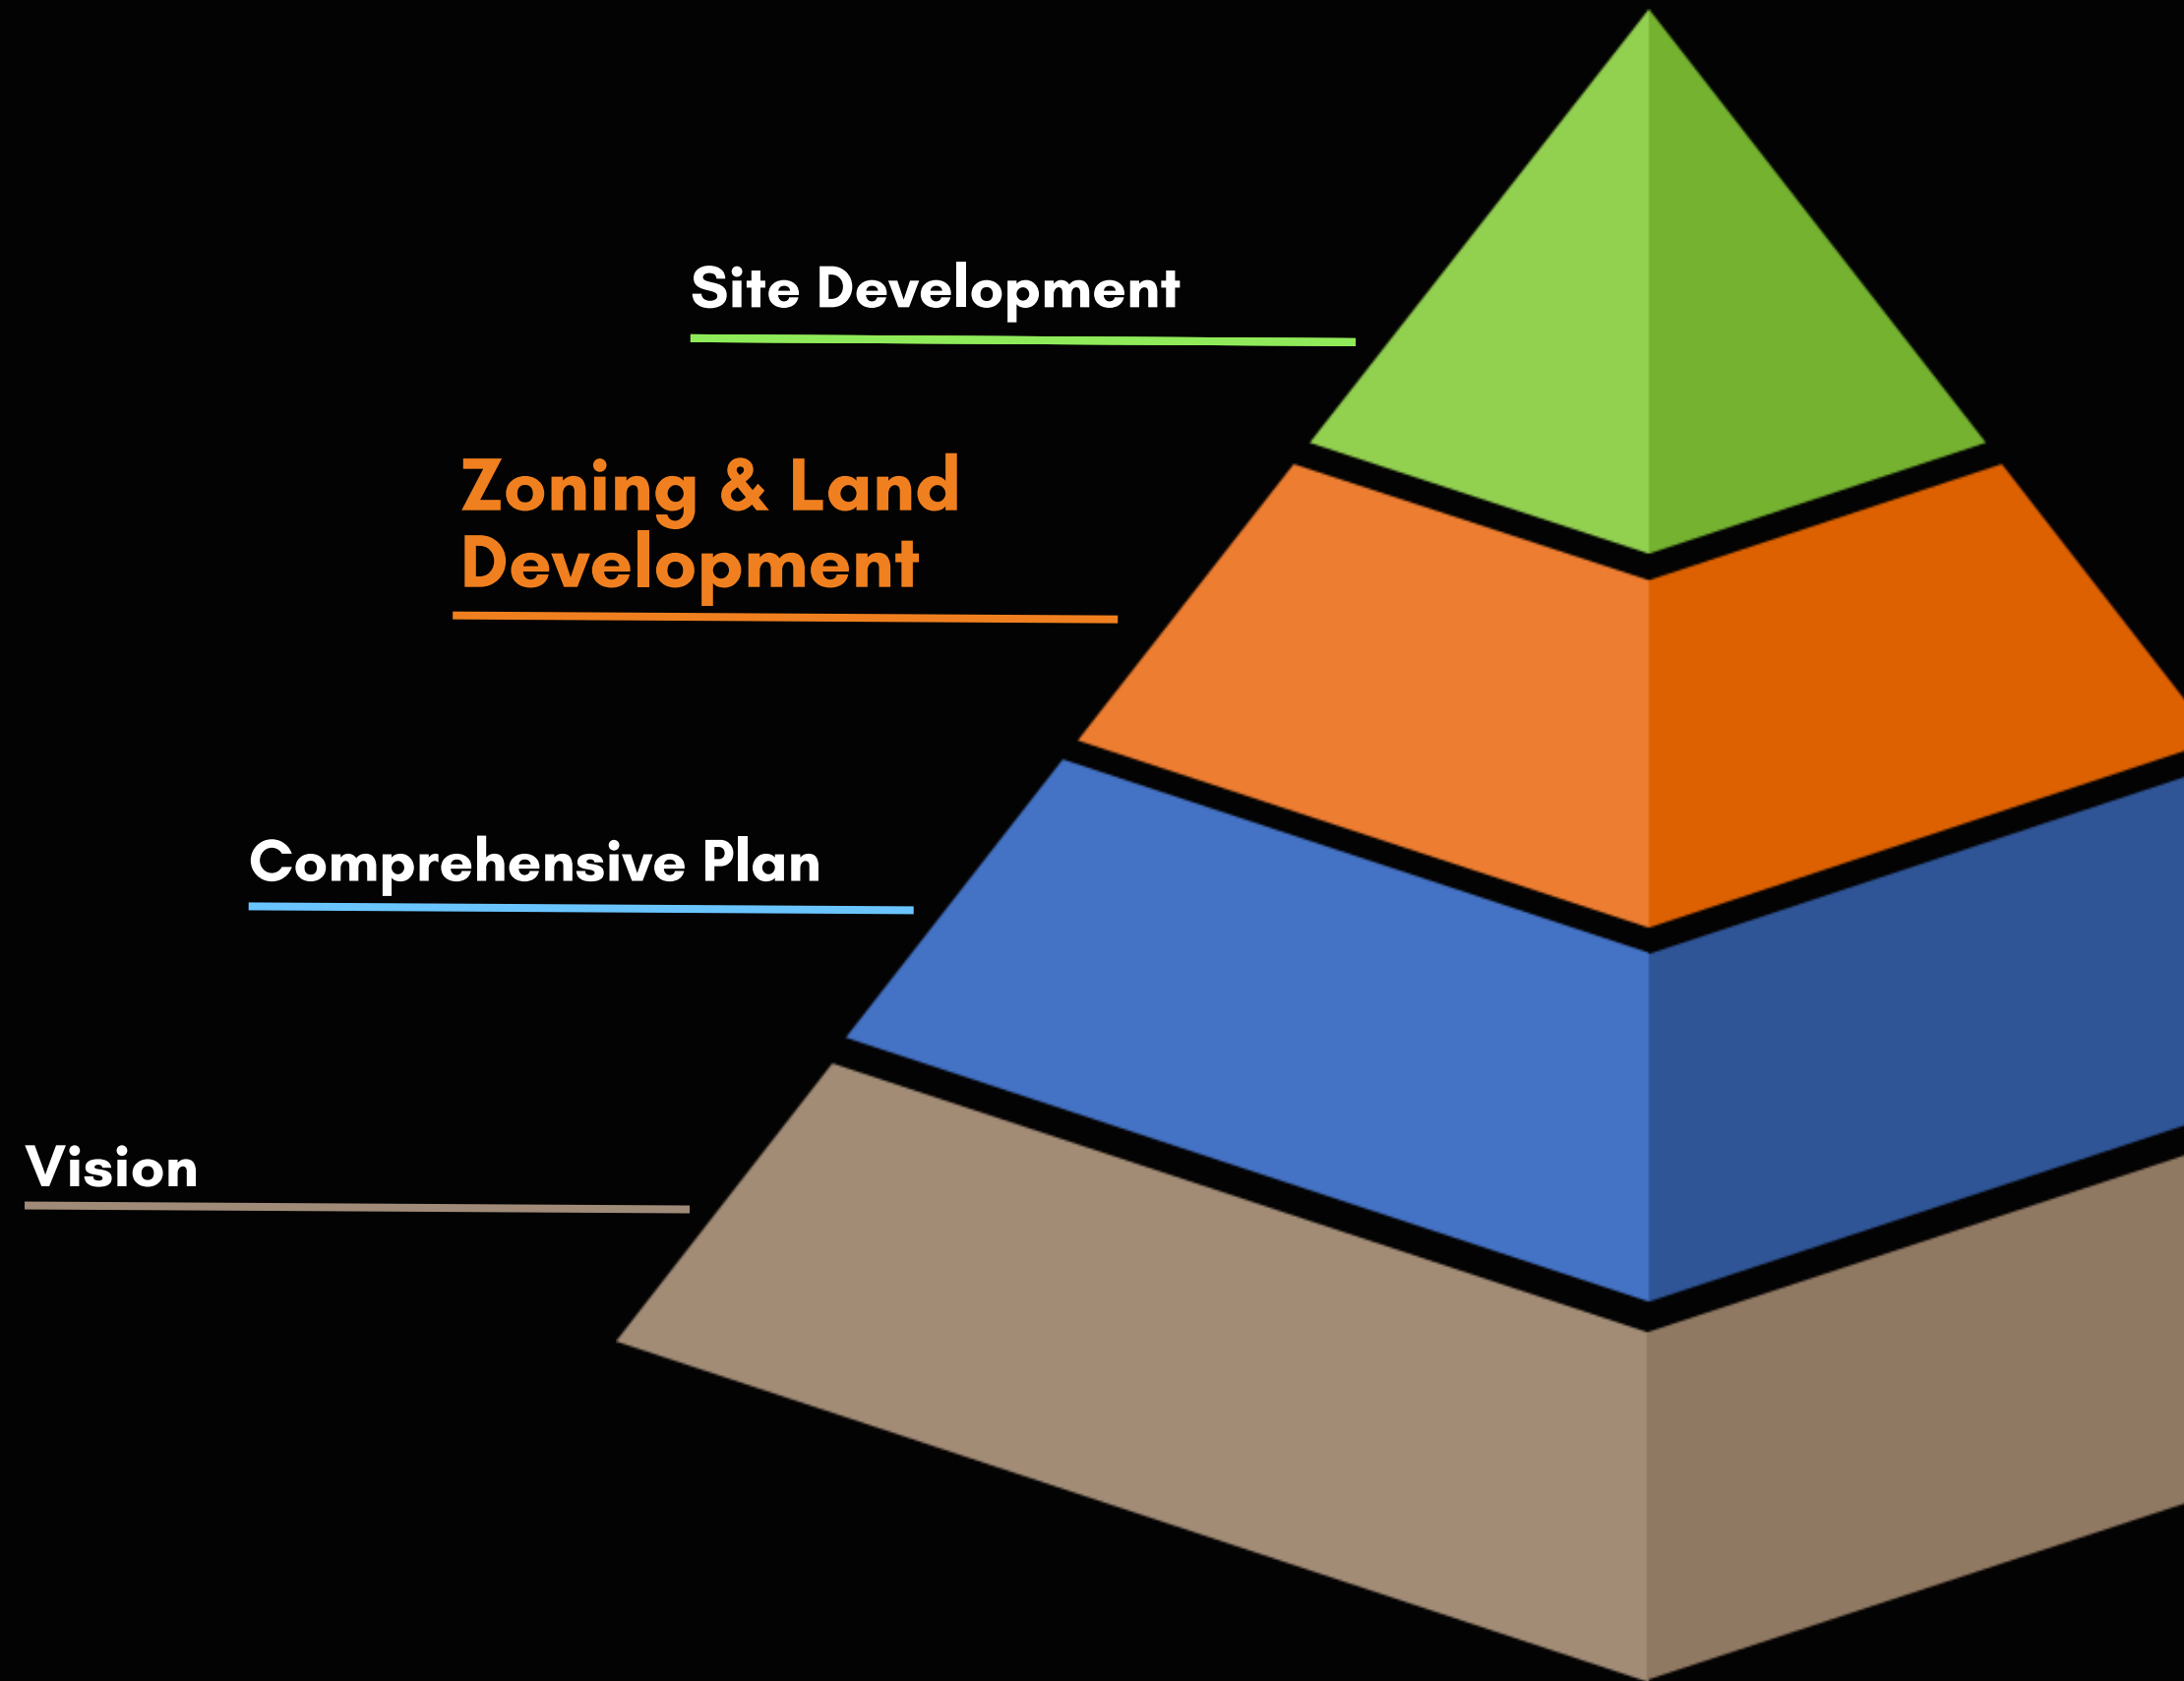 Site Development
Zoning & Land
Development
Comprehensive Plan
Vision